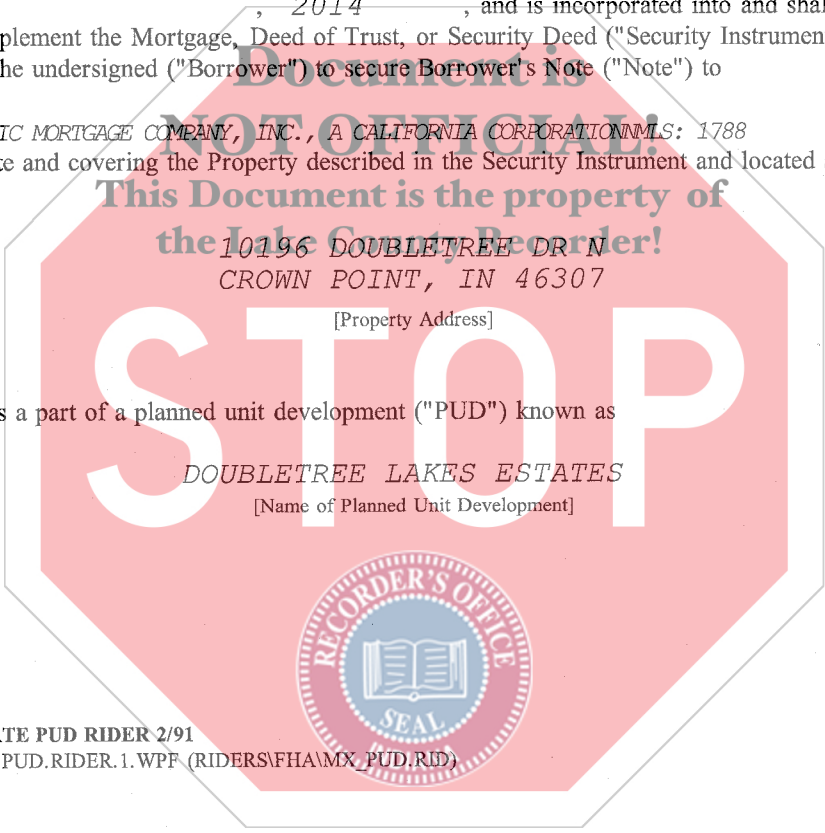 , 2014 , and is incorporated into and shal
plement the Mortgage, Deed of Trust, or Security Deed ("Security Instrumen
he undersigned ("Borrower") to secure Borrower's Note ("Note") to
Document is
NOT OFFICIAL!
IC MORTGAGE COMPANY, INC., A CALIFORNIA CORPORATIONNMLS: 1788
te and covering the Property described in the Security Instrument and located
This Document is the property of
the Lake County Recorder!
10196 DOUBLETREE DR N
CROWN POINT, IN 46307
[Property Address]
STOP
s a part of a planned unit development ("PUD") known as
DOUBLETREE LAKES ESTATES
[Name of Planned Unit Development]
RECORDER'S OFFICE
SEAL
TE PUD RIDER 2/91
PUD.RIDER.1.WPF (RIDERS\FHA\MX_PUD.RID)